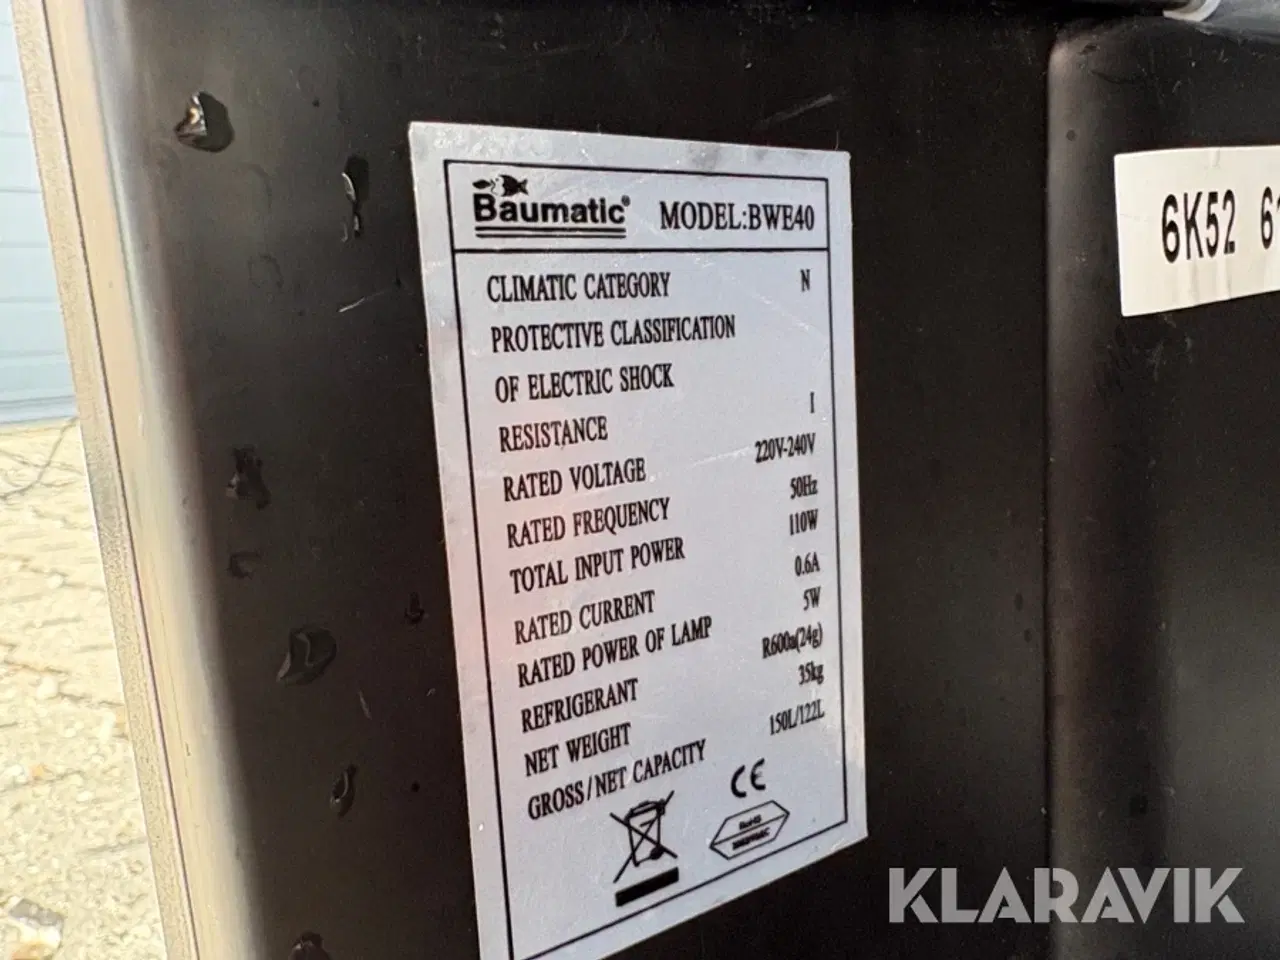 Baumatic® MODEL:BWE40
CLIMATIC CATEGORY N
PROTECTIVE CLASSIFICATION
OF ELECTRIC SHOCK
RESISTANCE I
RATED VOLTAGE 220V-240V
RATED FREQUENCY 50Hz
TOTAL INPUT POWER 110W
RATED CURRENT 0.6A
RATED POWER OF LAMP 5W
REFRIGERANT R600a(24g)
NET WEIGHT 35kg
GROSS/NET CAPACITY 150L/122L
CE
RoHS
6K52
KLARAVIK